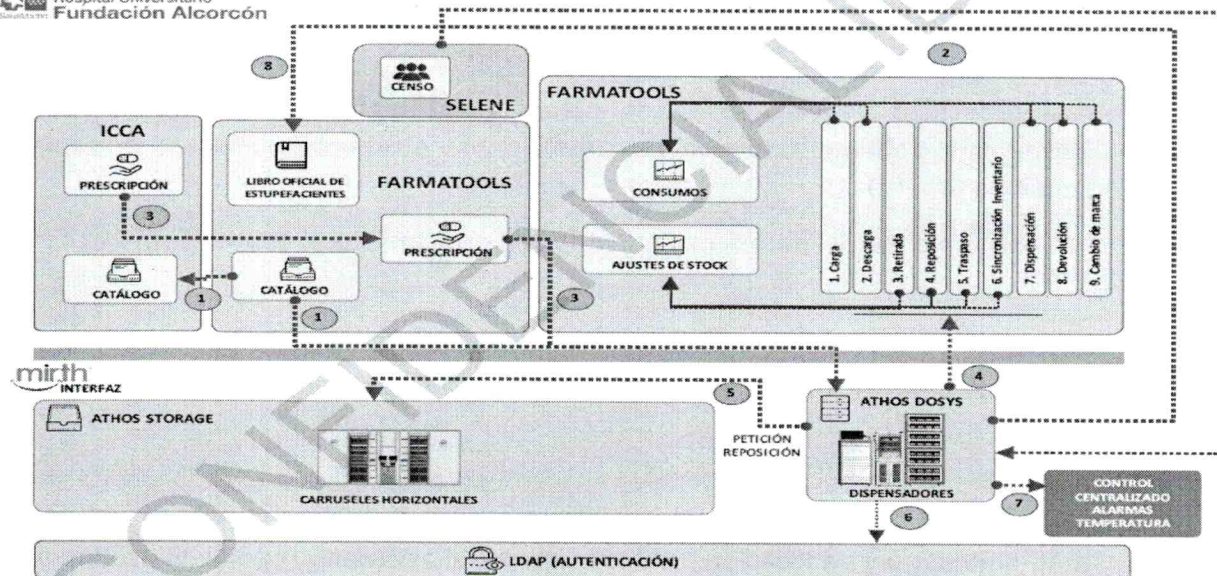 Hospital Universitario
Fundación Alcorcón
CONFIDENCIALID
8
2
CENSO
SELENE
FARMATOOLS
ICCA
PRESCRIPCIÓN
3
LIBRO OFICIAL DE
ESTUPEFACIENTES
FARMATOOLS
PRESCRIPCIÓN
CONSUMOS
AJUSTES DE STOCK
1. Carga
2. Descarga
3. Retirada
4. Reposición
5. Traspaso
6. Sincronización Inventario
7. Dispensación
8. Devolución
9. Cambio de marca
CATÁLOGO
1
CATÁLOGO
1
3
mirth
INTERFAZ
ATHOS STORAGE
CARRUSELES HORIZONTALES
5
PETICIÓN
REPOSICIÓN
4
ATHOS DOSYS
DISPENSADORES
6
7
CONTROL
CENTRALIZADO
ALARMAS
TEMPERATURA
LDAP (AUTENTICACIÓN)